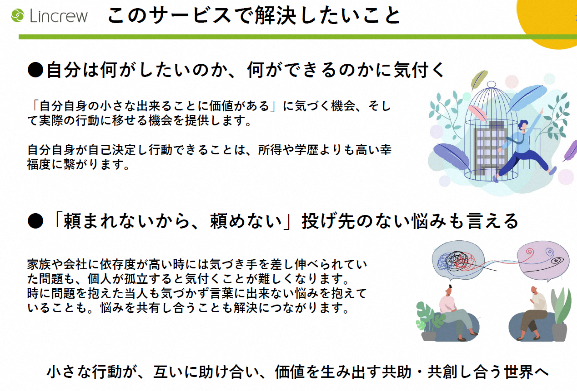 Lincrew
このサービスで解決したいこと
●自分は何がしたいのか、何ができるのかに気付く
「自分自身の小さな出来ることに価値がある」に気づく機会、そし
て実際の行動に移せる機会を提供します。
自分自身が自己決定し行動できることは、所得や学歴よりも高い幸
福度に繋がります。
●「頼まれないから、頼めない」投げ先のない悩みも言える
家族や会社に依存度が高い時には気づき手を差し伸べられてい
た問題も、個人が孤立すると気付くことが難しくなります。
時に問題を抱えた当人も気づかず言葉に出来ない悩みを抱えて
いることも。悩みを共有し合うことも解決につながります。
小さな行動が、互いに助け合い、価値を生み出す共助・共創し合う世界へ